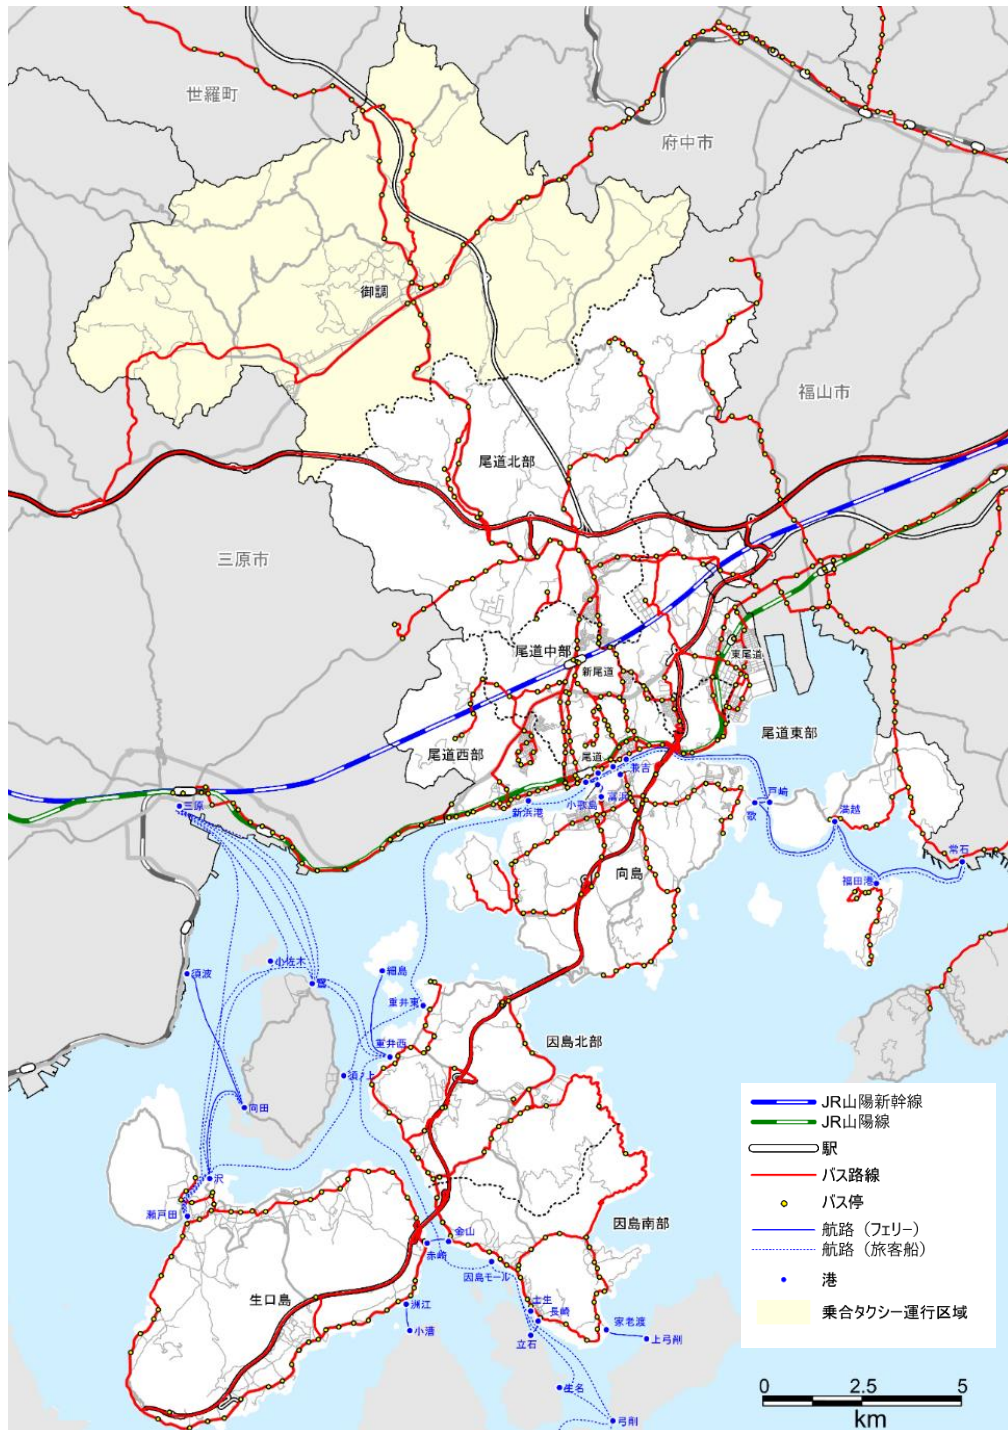 世羅町
府中市
御調
福山市
尾道北部
三原市
尾道中部
新尾道
東尾道
尾道西部
尾道
尾道東部
兼吉
富浜
小歌島
新浜港
三原
戸崎
歌
満越
常石
福田港
向島
小佐木
鷺
須波
細島
重井東
重井西
須ノ上
因島北部
向田
沢
瀬戸田
金山
赤崎
因島モール
因島南部
生口島
洲江
小漕
土生
長崎
立石
家老渡
上弓削
生名
弓削
JR山陽新幹線
JR山陽線
駅
バス路線
バス停
航路（フェリー）
航路（旅客船）
港
乗合タクシー運行区域
0 2.5 5
km